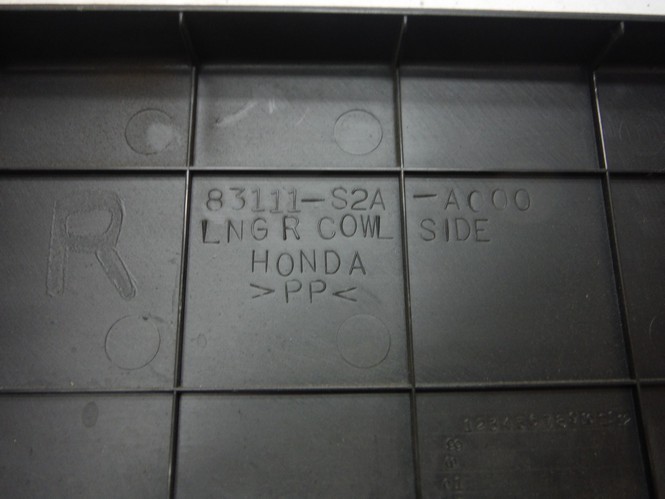 R
83111-S2A -A000
LNG R COWL SIDE
HONDA
>PP<